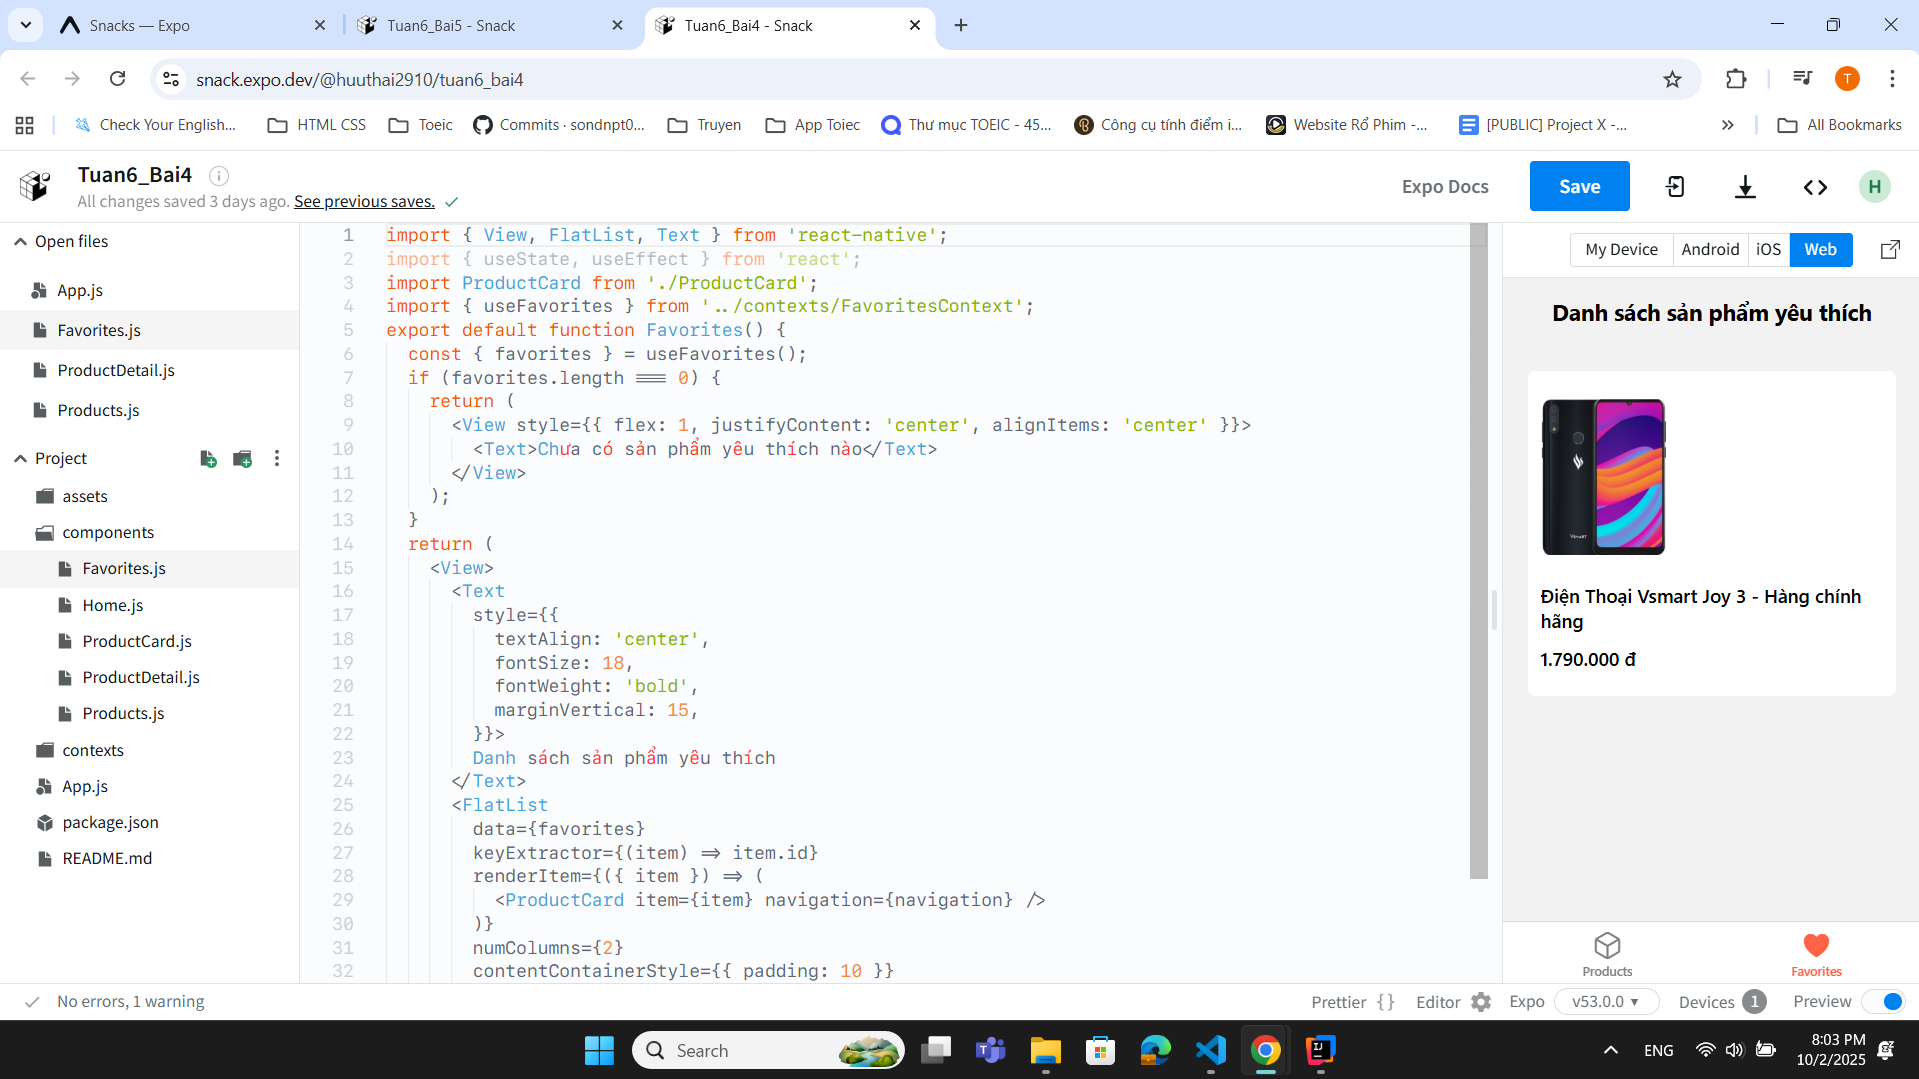 Snacks — Expo
Tuan6_Bai5 - Snack
Tuan6_Bai4 - Snack
snack.expo.dev/@huuthai2910/tuan6_bai4
T
Check Your English...
HTML CSS
Toeic
Commits · sondnpt0...
Truyen
App Toiec
Thư mục TOEIC - 45...
Công cụ tính điểm i...
Website Rổ Phim -...
[PUBLIC] Project X -...
All Bookmarks
Tuan6_Bai4
All changes saved 3 days ago. See previous saves.
Expo Docs
Save
H
Open files
App.js
Favorites.js
ProductDetail.js
Products.js
Project
assets
components
Favorites.js
Home.js
ProductCard.js
ProductDetail.js
Products.js
contexts
App.js
package.json
README.md
1 import { View, FlatList, Text } from 'react-native';
2 import { useState, useEffect } from 'react';
3 import ProductCard from './ProductCard';
4 import { useFavorites } from '../contexts/FavoritesContext';
5 export default function Favorites() {
6 const { favorites } = useFavorites();
7 if (favorites.length === 0) {
8 return (
9 <View style={{ flex: 1, justifyContent: 'center', alignItems: 'center' }}>
10 <Text>Chưa có sản phẩm yêu thích nào</Text>
11 </View>
12 );
13 }
14 return (
15 <View>
16 <Text
17 style={{
18 textAlign: 'center',
19 fontSize: 18,
20 fontWeight: 'bold',
21 marginVertical: 15,
22 }}>
23 Danh sách sản phẩm yêu thích
24 </Text>
25 <FlatList
26 data={favorites}
27 keyExtractor={(item) => item.id}
28 renderItem={({ item }) => (
29 <ProductCard item={item} navigation={navigation} />
30 )}
31 numColumns={2}
32 contentContainerStyle={{ padding: 10 }}
My Device
Android
iOS
Web
Danh sách sản phẩm yêu thích
VSMART
Điện Thoại Vsmart Joy 3 - Hàng chính
hãng
1.790.000 đ
Products
Favorites
No errors, 1 warning
Prettier { }
Editor
Expo
v53.0.0
Devices 1
Preview
Search
ENG
8:03 PM
10/2/2025